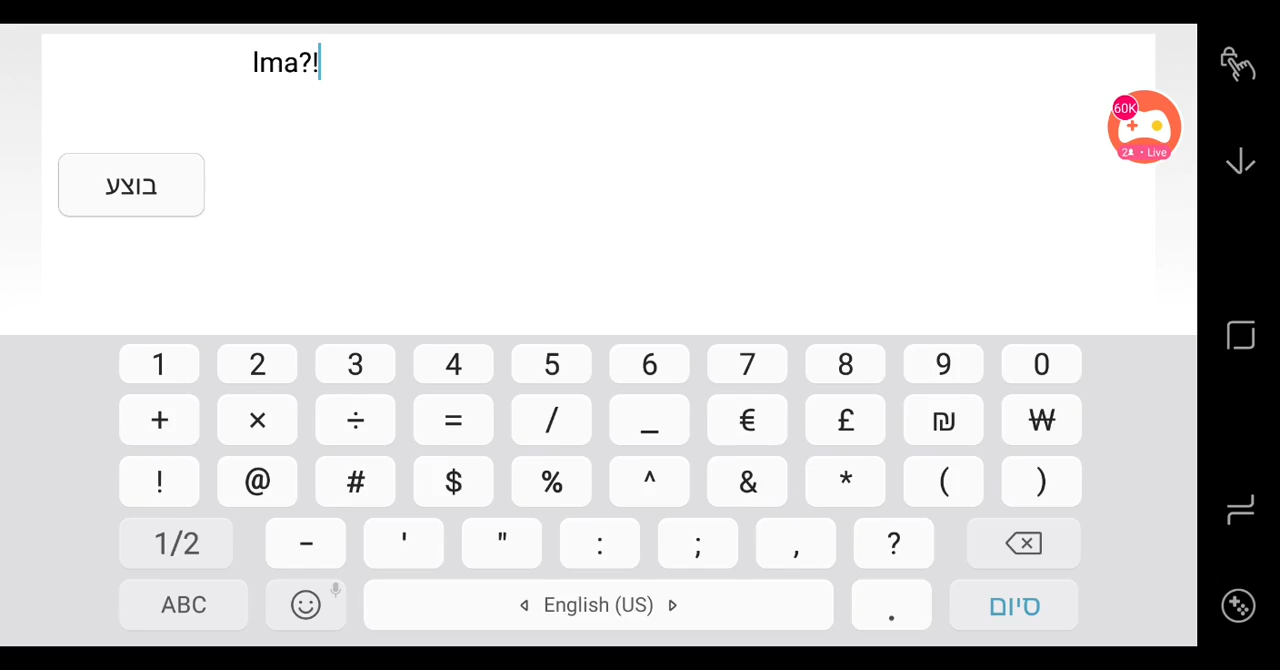 Ima?!
60K
2 • Live
בוצע
1 2 3 4 5 6 7 8 9 0
+ × ÷ = / _ € £ ₪ ₩
! @ # $ % ^ & * ( )
1/2 - ' " : ; , ?
ABC English (US) . סיום